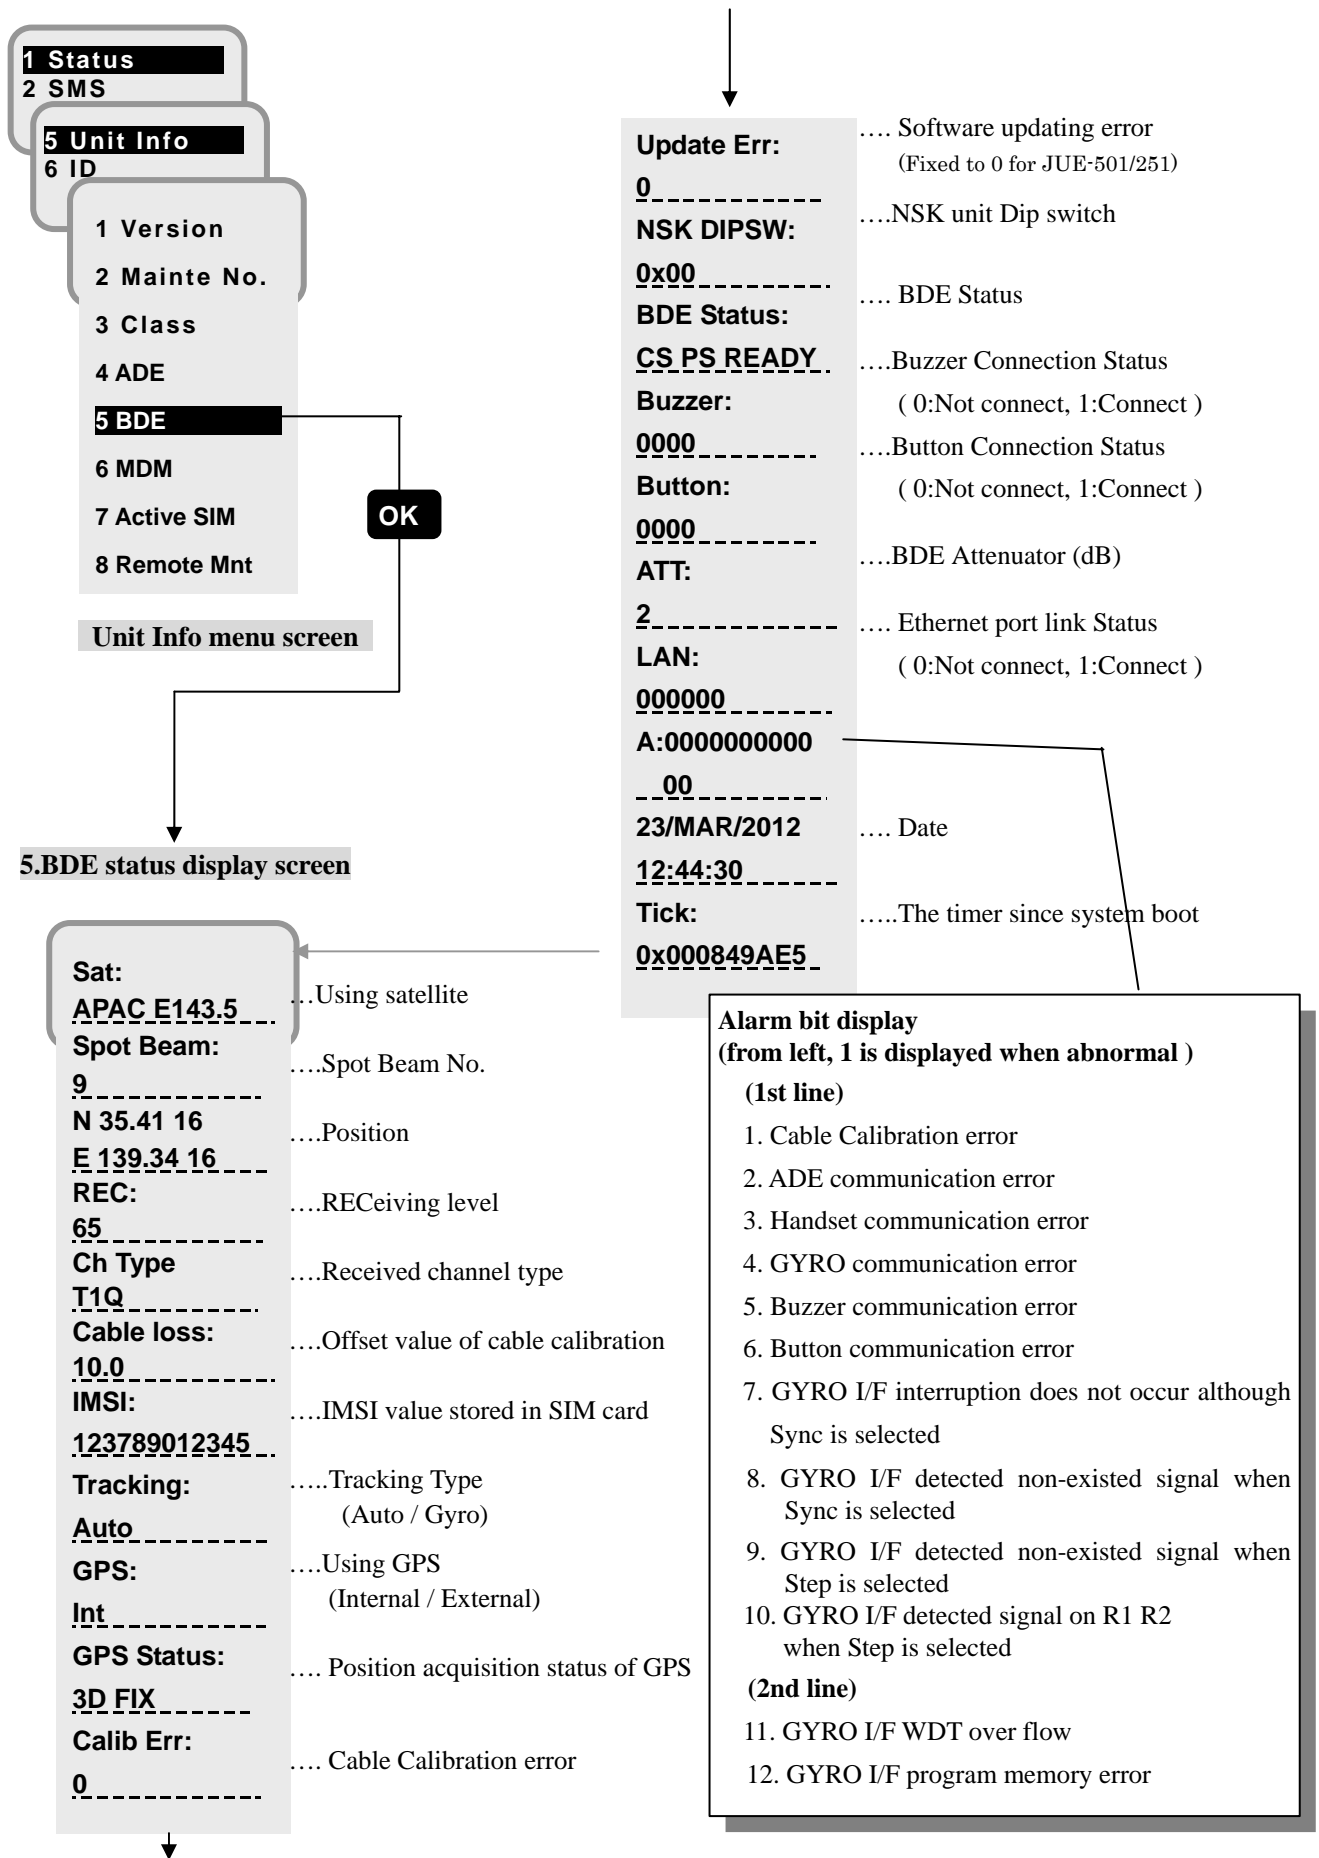 1 Status
2 SMS
5 Unit Info
6 ID
1 Version
2 Mainte No.
3 Class
4 ADE
5 BDE
6 MDM
7 Active SIM
8 Remote Mnt
OK
Unit Info menu screen
5.BDE status display screen
Sat:
APAC E143.5
…Using satellite
Spot Beam:
9
….Spot Beam No.
N 35.41 16
E 139.34 16
….Position
REC:
65
….RECeiving level
Ch Type
T1Q
….Received channel type
Cable loss:
10.0
….Offset value of cable calibration
IMSI:
123789012345
….IMSI value stored in SIM card
Tracking:
Auto
…..Tracking Type
(Auto / Gyro)
GPS:
Int
….Using GPS
(Internal / External)
GPS Status:
3D FIX
…. Position acquisition status of GPS
Calib Err:
0
…. Cable Calibration error
Update Err:
0
…. Software updating error
(Fixed to 0 for JUE-501/251)
NSK DIPSW:
0x00
….NSK unit Dip switch
BDE Status:
CS PS READY
…. BDE Status
Buzzer:
0000
….Buzzer Connection Status
( 0:Not connect, 1:Connect )
Button:
0000
….Button Connection Status
( 0:Not connect, 1:Connect )
ATT:
2
….BDE Attenuator (dB)
LAN:
000000
…. Ethernet port link Status
( 0:Not connect, 1:Connect )
A:0000000000
00
23/MAR/2012
12:44:30
…. Date
Tick:
0x000849AE5
…..The timer since system boot
Alarm bit display
(from left, 1 is displayed when abnormal )
(1st line)
1. Cable Calibration error
2. ADE communication error
3. Handset communication error
4. GYRO communication error
5. Buzzer communication error
6. Button communication error
7. GYRO I/F interruption does not occur although
Sync is selected
8. GYRO I/F detected non-existed signal when
Sync is selected
9. GYRO I/F detected non-existed signal when
Step is selected
10. GYRO I/F detected signal on R1 R2
when Step is selected
(2nd line)
11. GYRO I/F WDT over flow
12. GYRO I/F program memory error